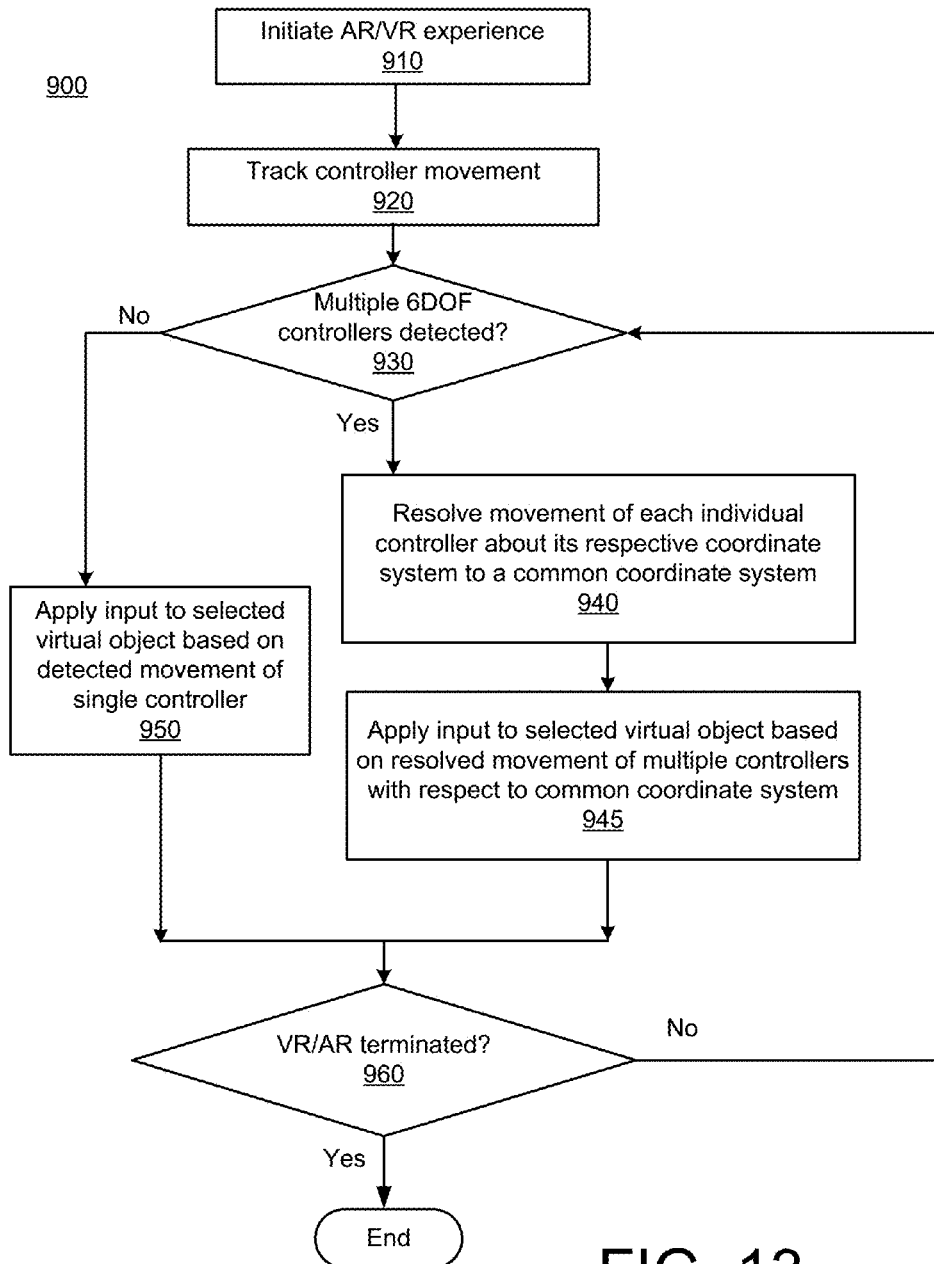 Initiate AR/VR experience
910
900
Track controller movement
920
Multiple 6DOF
controllers detected?
930
No
Yes
Resolve movement of each individual
controller about its respective coordinate
system to a common coordinate system
940
Apply input to selected
virtual object based on
detected movement of
single controller
950
Apply input to selected virtual object based
on resolved movement of multiple controllers
with respect to common coordinate system
945
VR/AR terminated?
960
No
Yes
End